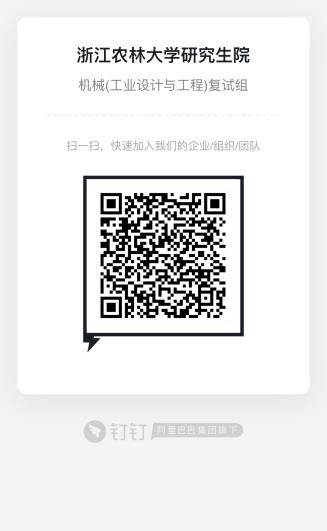 浙江农林大学研究生院
机械(工业设计与工程)复试组
扫一扫，快速加入我们的企业/组织/团队
钉钉 阿里巴巴集团旗下